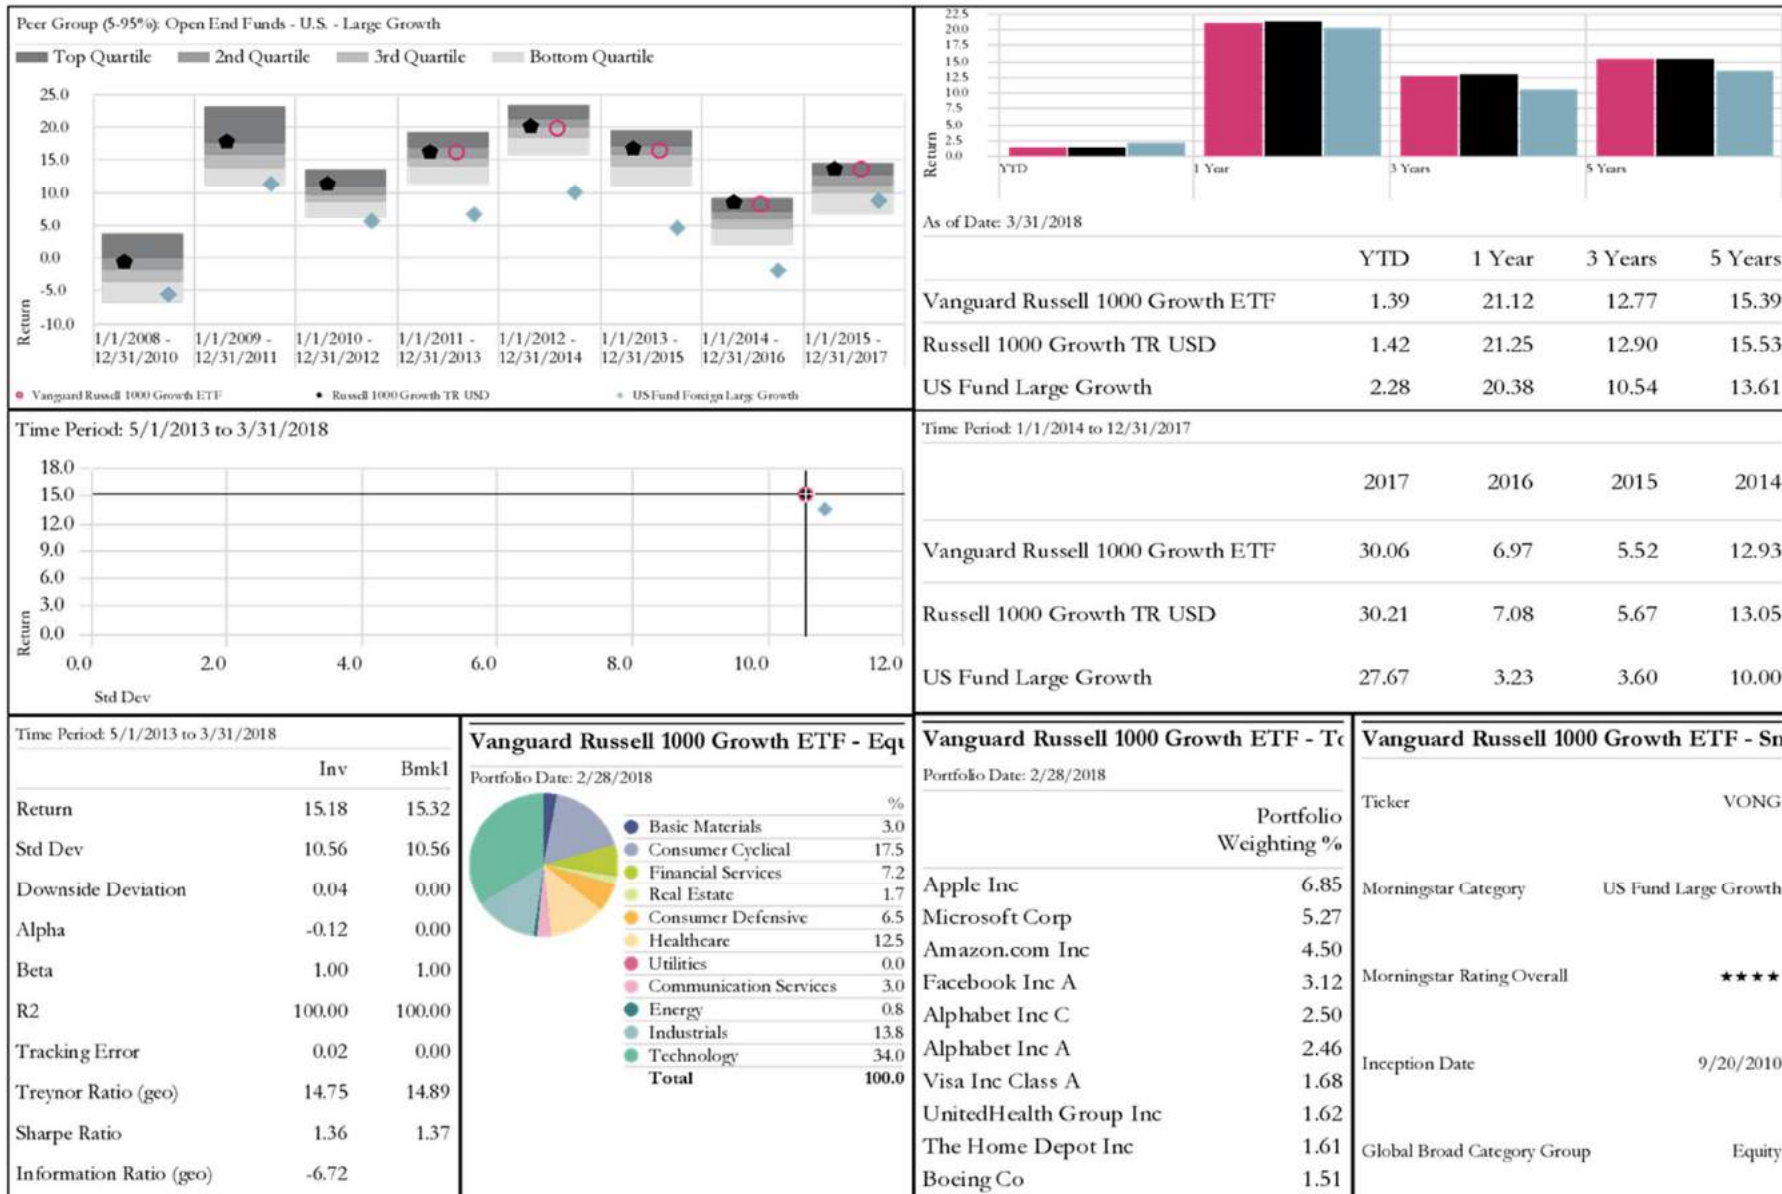 Peer Group (5-95%): Open End Funds - U.S. - Large Growth
Top Quartile 2nd Quartile 3rd Quartile Bottom Quartile
25.0
20.0
15.0
10.0
5.0
0.0
-5.0
-10.0
Return
1/1/2008 - 1/1/2009 - 1/1/2010 - 1/1/2011 - 1/1/2012 - 1/1/2013 - 1/1/2014 - 1/1/2015 -
12/31/2010 12/31/2011 12/31/2012 12/31/2013 12/31/2014 12/31/2015 12/31/2016 12/31/2017
Vanguard Russell 1000 Growth ETF Russell 1000 Growth TR USD US Fund Foreign Large Growth
22.5
20.0
17.5
15.0
12.5
10.0
7.5
5.0
2.5
0.0
Return
YTD 1 Year 3 Years 5 Years
As of Date: 3/31/2018
YTD 1 Year 3 Years 5 Years
Vanguard Russell 1000 Growth ETF 1.39 21.12 12.77 15.39
Russell 1000 Growth TR USD 1.42 21.25 12.90 15.53
US Fund Large Growth 2.28 20.38 10.54 13.61
Time Period: 5/1/2013 to 3/31/2018
18.0
15.0
12.0
9.0
6.0
3.0
0.0
Return
0.0 2.0 4.0 6.0 8.0 10.0 12.0
Std Dev
Time Period: 1/1/2014 to 12/31/2017
2017 2016 2015 2014
Vanguard Russell 1000 Growth ETF 30.06 6.97 5.52 12.93
Russell 1000 Growth TR USD 30.21 7.08 5.67 13.05
US Fund Large Growth 27.67 3.23 3.60 10.00
Time Period: 5/1/2013 to 3/31/2018
Inv Bmk1
Return 15.18 15.32
Std Dev 10.56 10.56
Downside Deviation 0.04 0.00
Alpha -0.12 0.00
Beta 1.00 1.00
R2 100.00 100.00
Tracking Error 0.02 0.00
Treynor Ratio (geo) 14.75 14.89
Sharpe Ratio 1.36 1.37
Information Ratio (geo) -6.72
Vanguard Russell 1000 Growth ETF - Equ
Portfolio Date: 2/28/2018
%
Basic Materials 3.0
Consumer Cyclical 17.5
Financial Services 7.2
Real Estate 1.7
Consumer Defensive 6.5
Healthcare 12.5
Utilities 0.0
Communication Services 3.0
Energy 0.8
Industrials 13.8
Technology 34.0
Total 100.0
Vanguard Russell 1000 Growth ETF - To
Portfolio Date: 2/28/2018
Portfolio
Weighting %
Apple Inc 6.85
Microsoft Corp 5.27
Amazon.com Inc 4.50
Facebook Inc A 3.12
Alphabet Inc C 2.50
Alphabet Inc A 2.46
Visa Inc Class A 1.68
UnitedHealth Group Inc 1.62
The Home Depot Inc 1.61
Boeing Co 1.51
Vanguard Russell 1000 Growth ETF - Sn
Ticker VONG
Morningstar Category US Fund Large Growth
Morningstar Rating Overall ★★★★
Inception Date 9/20/2010
Global Broad Category Group Equity